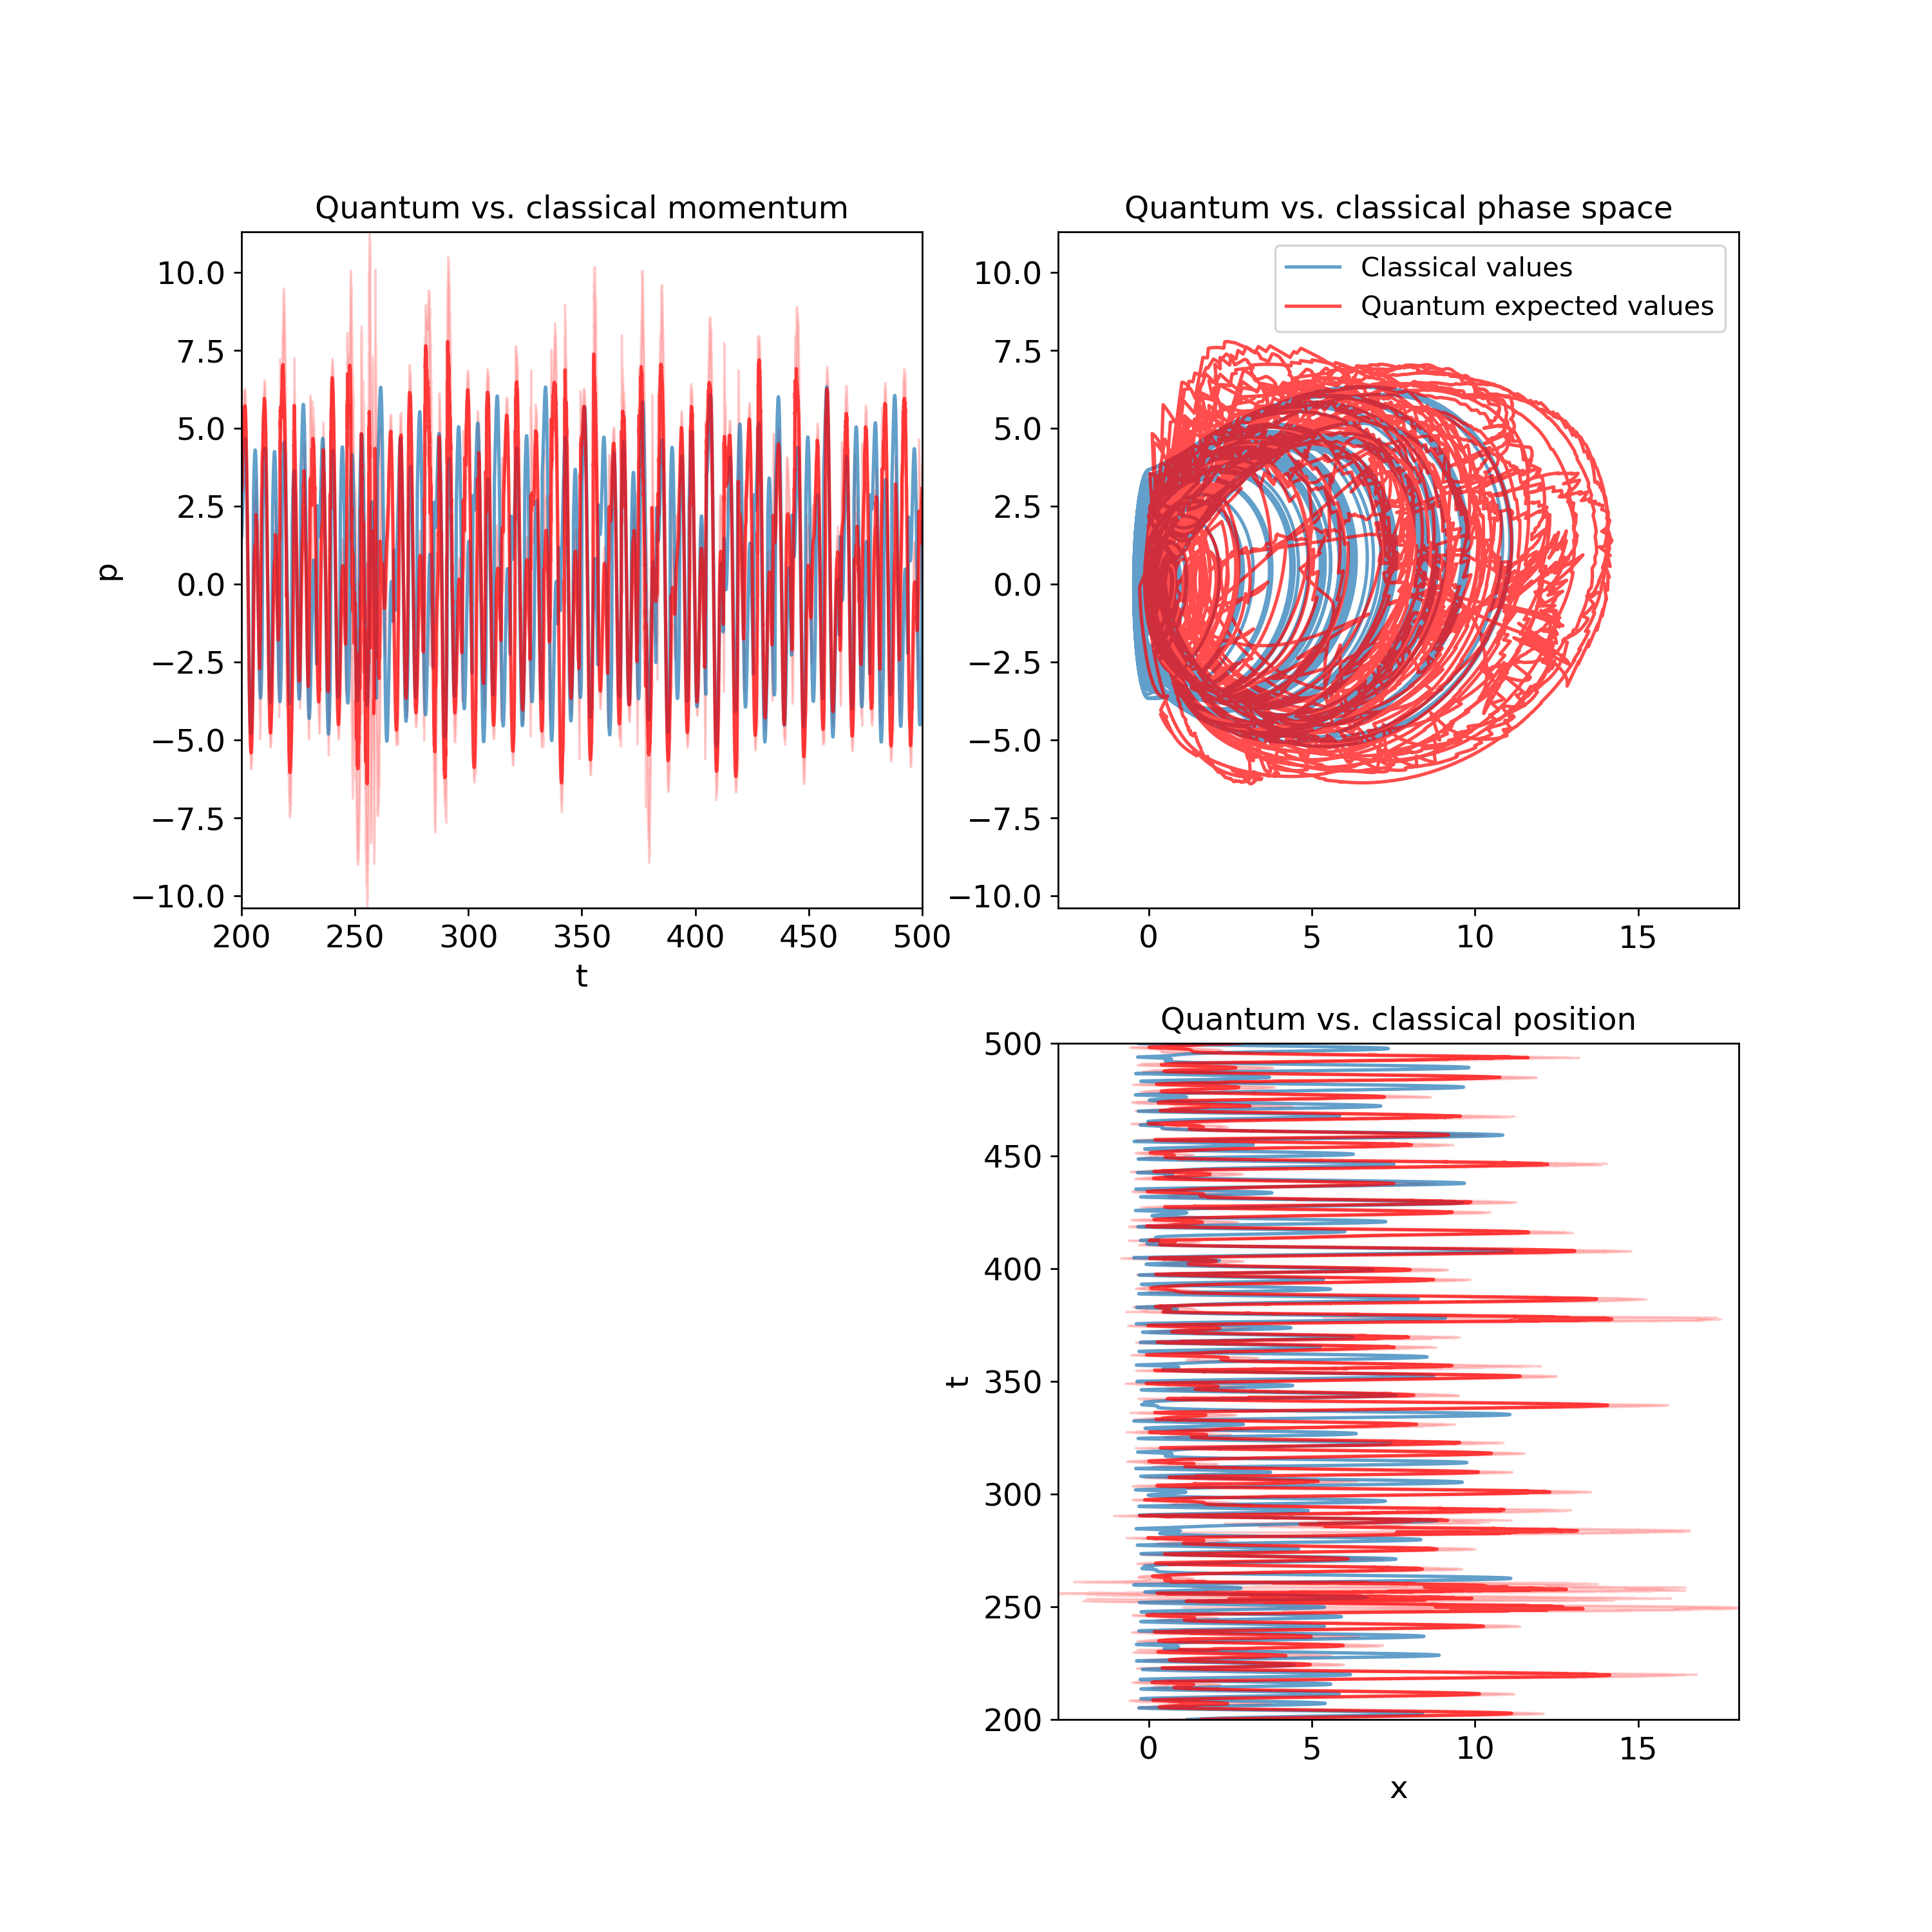 Quantum vs. classical momentum
10.0
7.5
5.0
2.5
0.0
−2.5
−5.0
−7.5
−10.0
p
200 250 300 350 400 450 500
t
Quantum vs. classical phase space
Classical values
Quantum expected values
10.0
7.5
5.0
2.5
0.0
−2.5
−5.0
−7.5
−10.0
0 5 10 15
Quantum vs. classical position
500
450
400
350
300
250
200
t
0 5 10 15
x